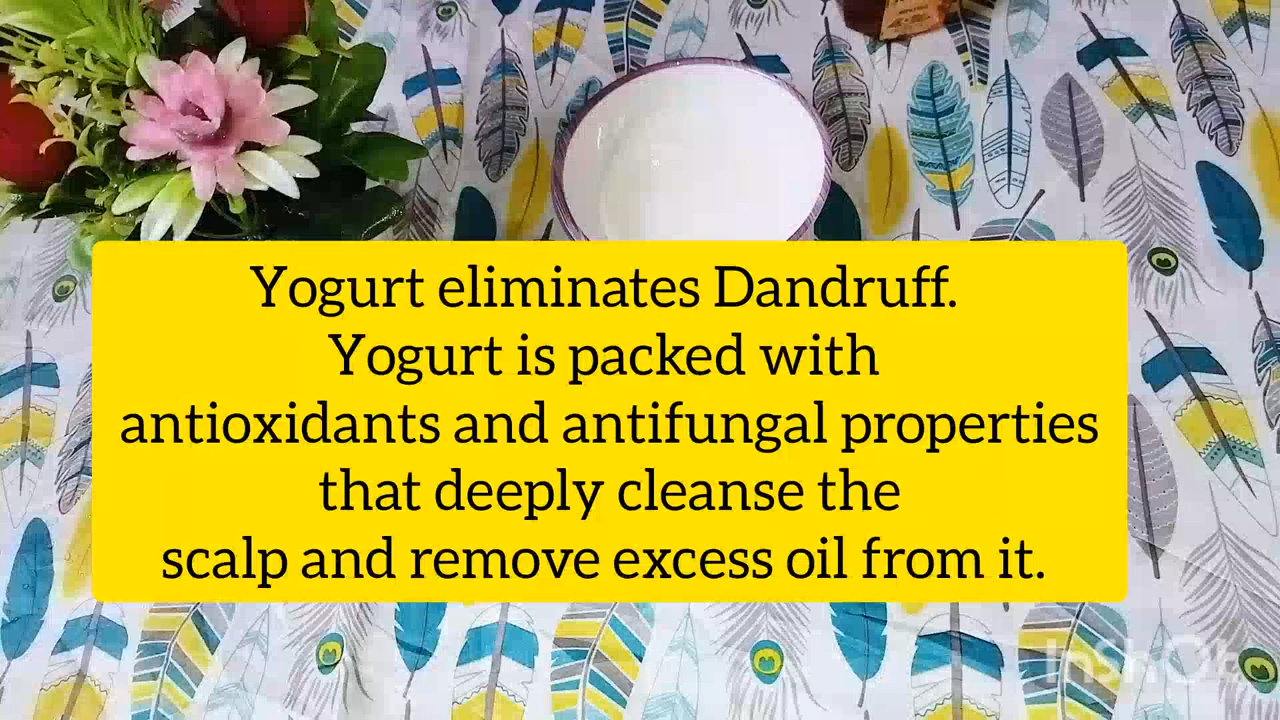 Yogurt eliminates Dandruff.
Yogurt is packed with
antioxidants and antifungal properties
that deeply cleanse the
scalp and remove excess oil from it.
InShOt